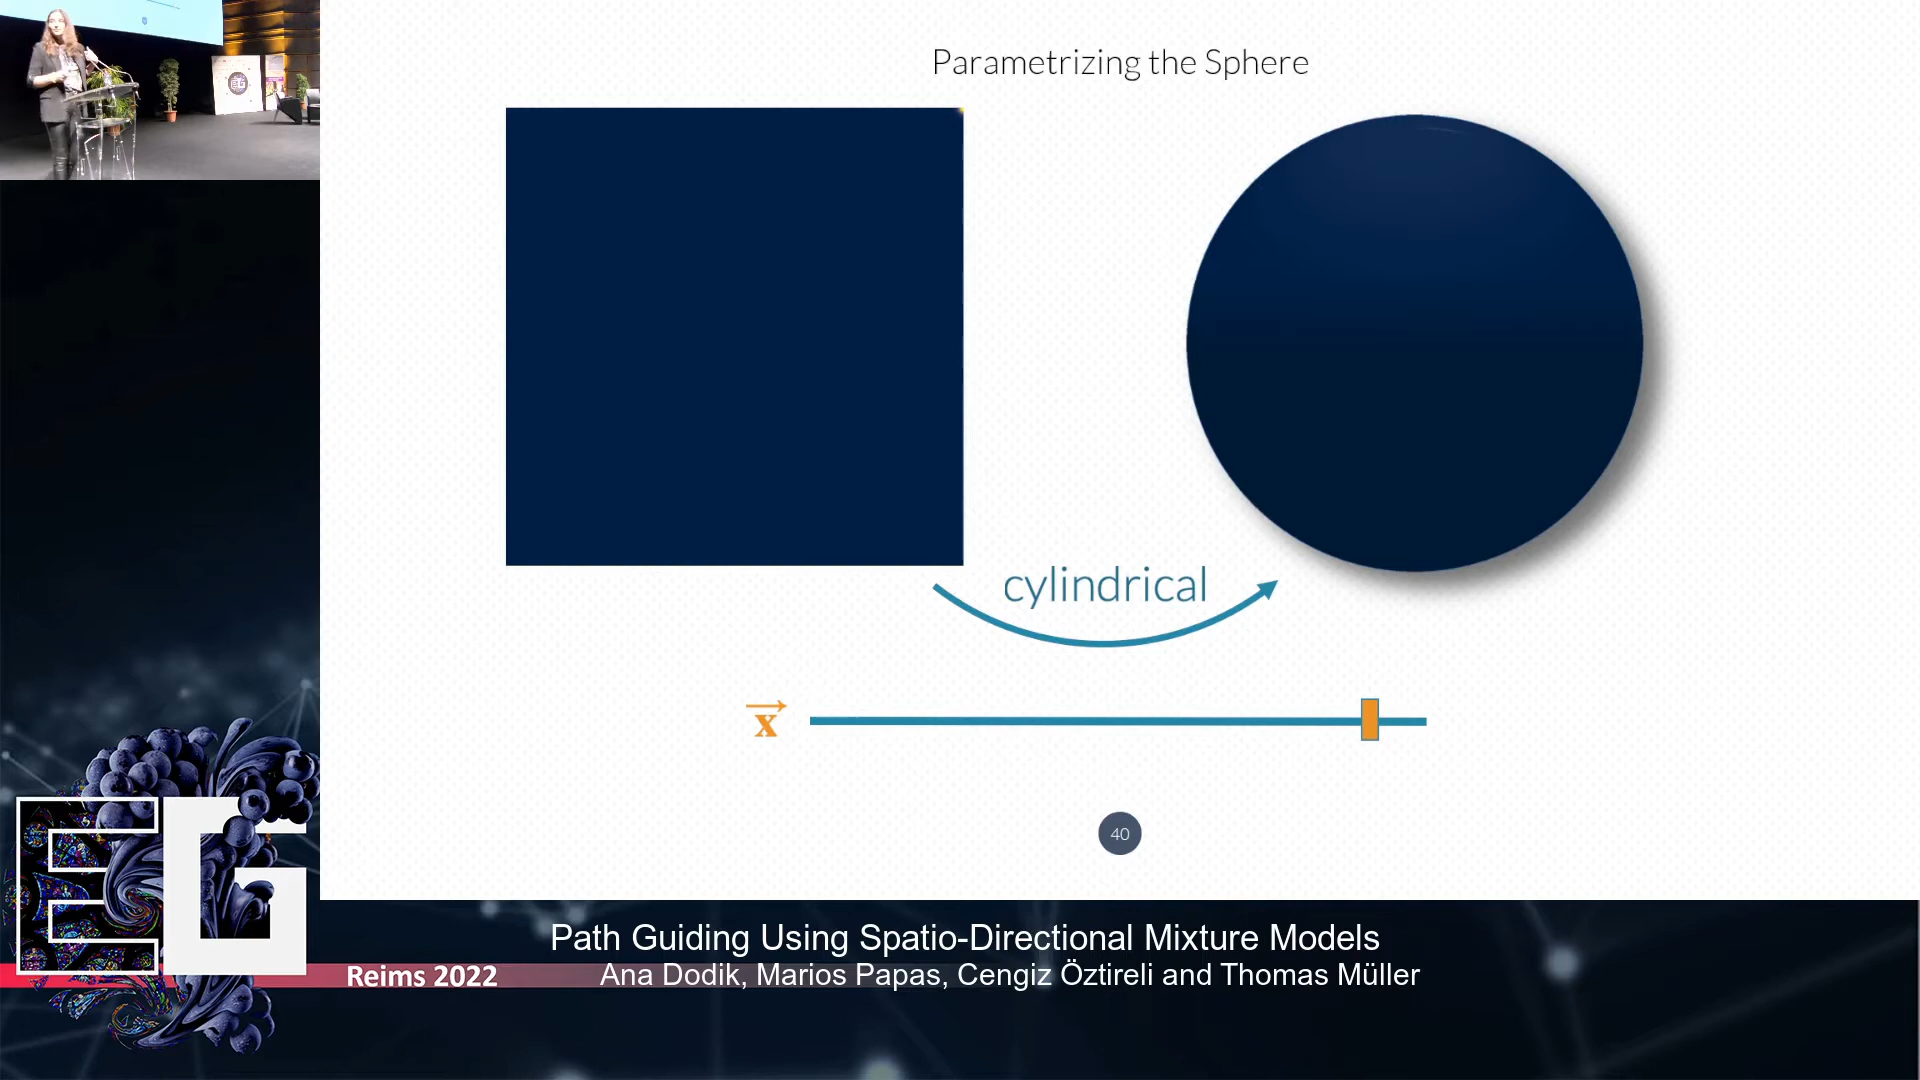 Parametrizing the Sphere
cylindrical
x
40
EG
Reims 2022
Path Guiding Using Spatio-Directional Mixture Models
Ana Dodik, Marios Papas, Cengiz Öztireli and Thomas Müller